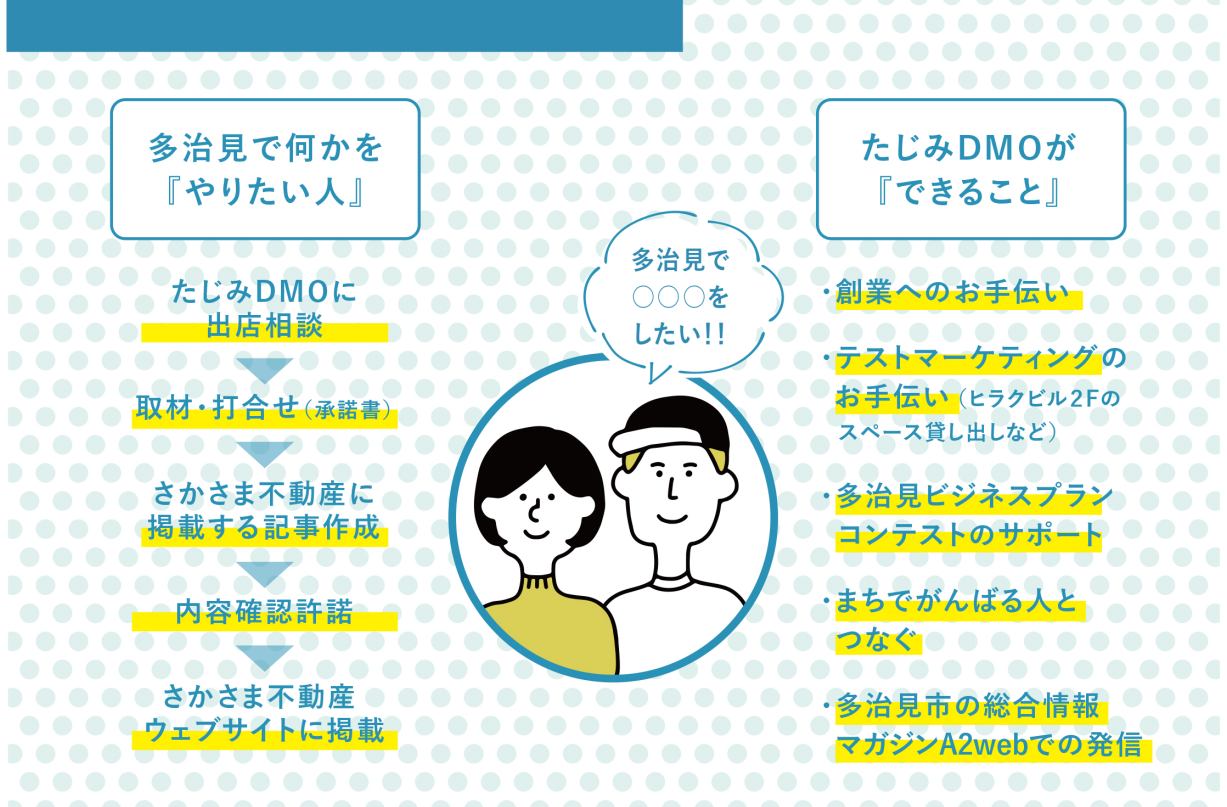 多治見で何かを
『やりたい人』
たじみDMOに
出店相談
取材・打合せ(承諾書)
さかさま不動産に
掲載する記事作成
内容確認許諾
さかさま不動産
ウェブサイトに掲載
多治見で
○○○を
したい!!
たじみDMOが
『できること』
・創業へのお手伝い
・テストマーケティングの
お手伝い(ヒラクビル2Fの
スペース貸し出しなど)
・多治見ビジネスプラン
コンテストのサポート
・まちでがんばる人と
つなぐ
・多治見市の総合情報
マガジンA2webでの発信